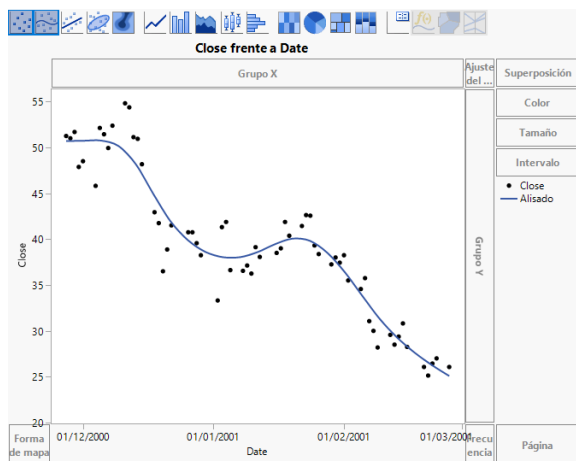 Close frente a Date
Grupo X
Ajuste
del ...
Superposición
Color
Tamaño
Intervalo
Close
Alisado
55
50
45
40
35
30
25
20
Close
Grupo Y
Forma
de mapa
01/12/2000
01/01/2001
01/02/2001
01/03/2001
Date
Frecu
encia
Página